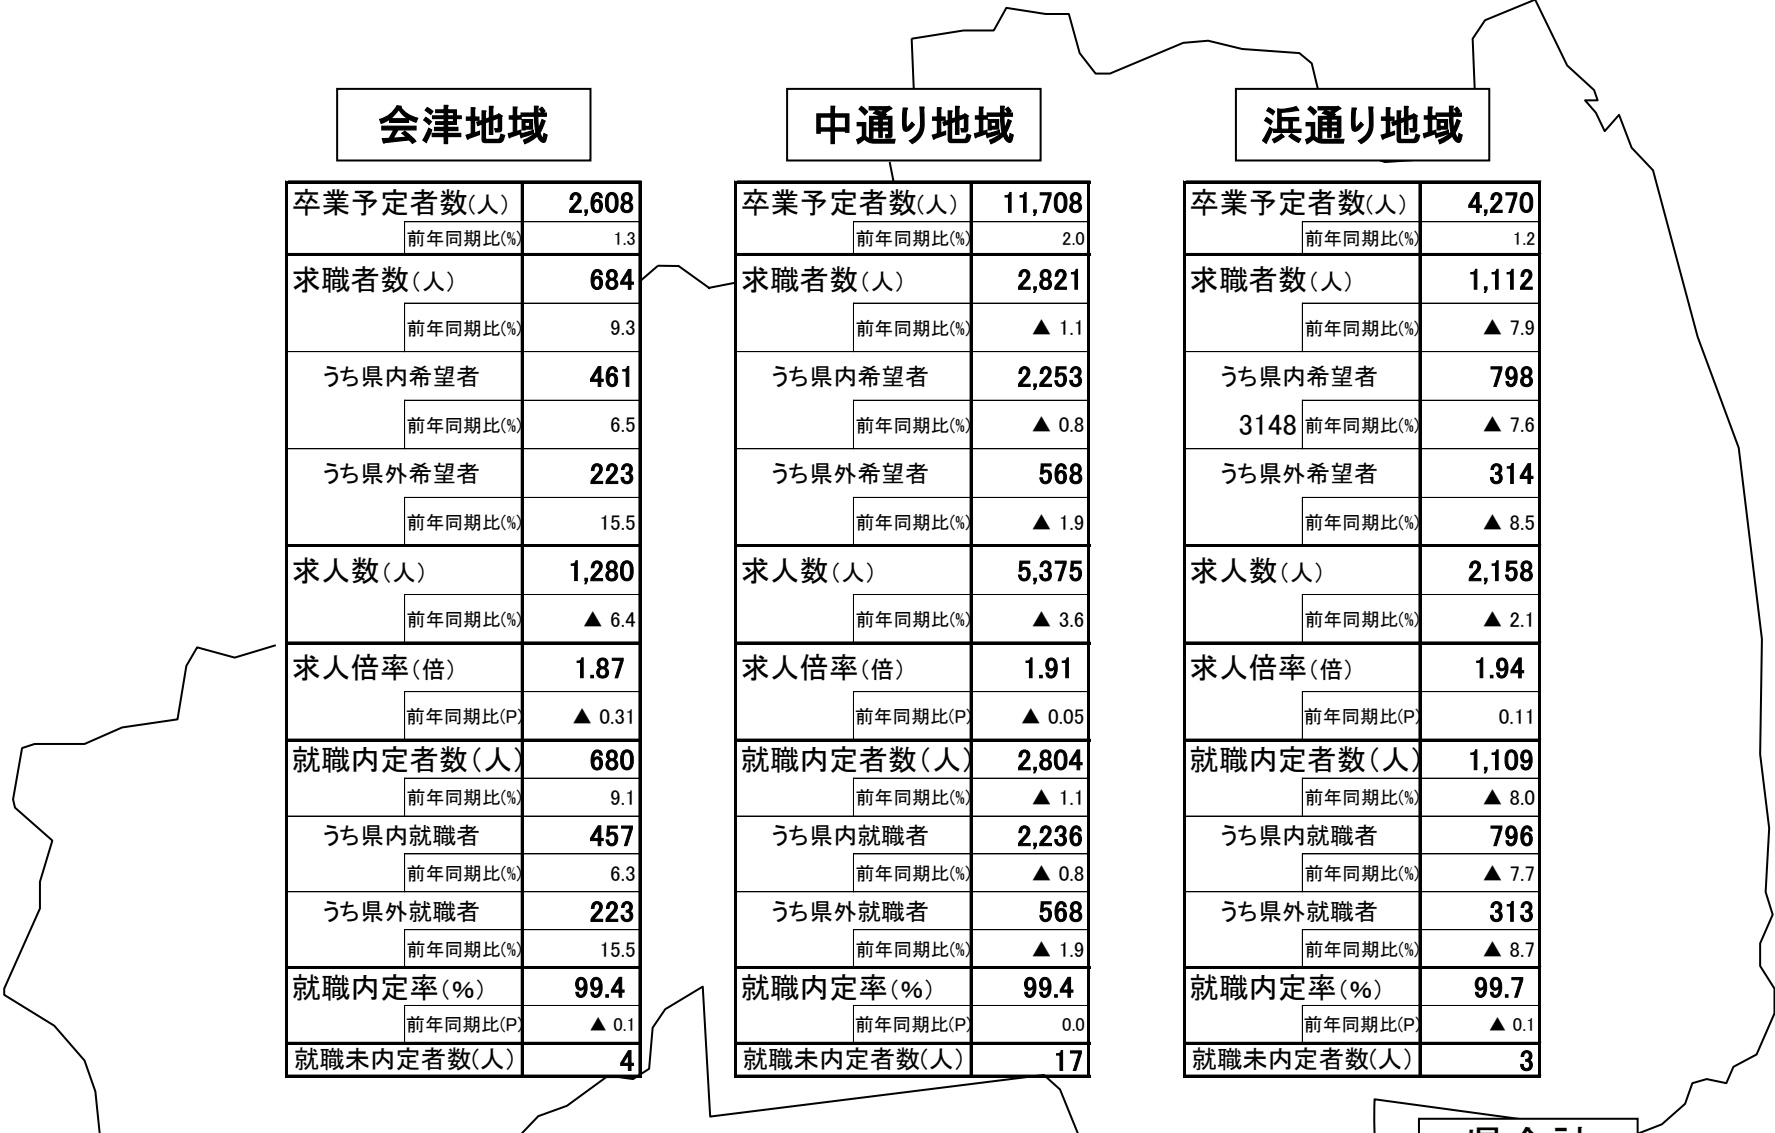 会津地域
卒業予定者数(人) 2,608
前年同期比(%) 1.3
求職者数(人) 684
前年同期比(%) 9.3
うち県内希望者 461
前年同期比(%) 6.5
うち県外希望者 223
前年同期比(%) 15.5
求人数(人) 1,280
前年同期比(%) ▲ 6.4
求人倍率(倍) 1.87
前年同期比(P) ▲ 0.31
就職内定者数(人) 680
前年同期比(%) 9.1
うち県内就職者 457
前年同期比(%) 6.3
うち県外就職者 223
前年同期比(%) 15.5
就職内定率(%) 99.4
前年同期比(P) ▲ 0.1
就職未内定者数(人) 4
中通り地域
卒業予定者数(人) 11,708
前年同期比(%) 2.0
求職者数(人) 2,821
前年同期比(%) ▲ 1.1
うち県内希望者 2,253
前年同期比(%) ▲ 0.8
うち県外希望者 568
前年同期比(%) ▲ 1.9
求人数(人) 5,375
前年同期比(%) ▲ 3.6
求人倍率(倍) 1.91
前年同期比(P) ▲ 0.05
就職内定者数(人) 2,804
前年同期比(%) ▲ 1.1
うち県内就職者 2,236
前年同期比(%) ▲ 0.8
うち県外就職者 568
前年同期比(%) ▲ 1.9
就職内定率(%) 99.4
前年同期比(P) 0.0
就職未内定者数(人) 17
浜通り地域
卒業予定者数(人) 4,270
前年同期比(%) 1.2
求職者数(人) 1,112
前年同期比(%) ▲ 7.9
うち県内希望者 798
3148 前年同期比(%) ▲ 7.6
うち県外希望者 314
前年同期比(%) ▲ 8.5
求人数(人) 2,158
前年同期比(%) ▲ 2.1
求人倍率(倍) 1.94
前年同期比(P) 0.11
就職内定者数(人) 1,109
前年同期比(%) ▲ 8.0
うち県内就職者 796
前年同期比(%) ▲ 7.7
うち県外就職者 313
前年同期比(%) ▲ 8.7
就職内定率(%) 99.7
前年同期比(P) ▲ 0.1
就職未内定者数(人) 3